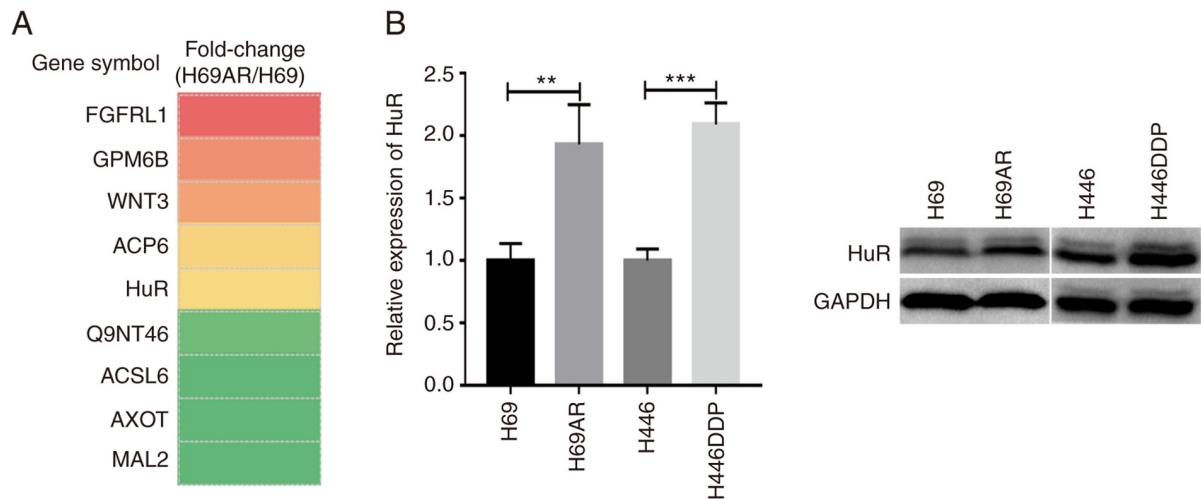 A
Gene symbol
Fold-change
(H69AR/H69)
FGFRL1
GPM6B
WNT3
ACP6
HuR
Q9NT46
ACSL6
AXOT
MAL2
B
Relative expression of HuR
2.5
2.0
1.5
1.0
0.5
0.0
**
***
H69
H69AR
H446
H446DDP
H69
H69AR
H446
H446DDP
HuR
GAPDH